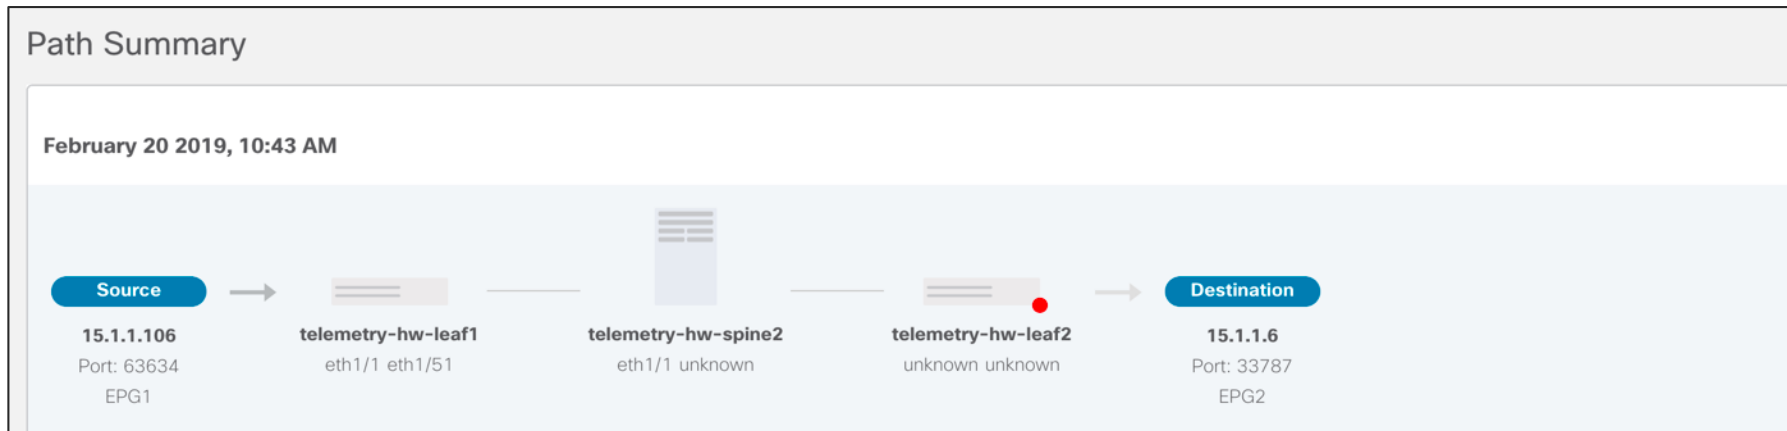 Path Summary
February 20 2019, 10:43 AM
Source
Destination
15.1.1.106
telemetry-hw-leaf1
telemetry-hw-spine2
telemetry-hw-leaf2
15.1.1.6
Port: 63634
eth1/1 eth1/51
eth1/1 unknown
unknown unknown
Port: 33787
EPG1
EPG2